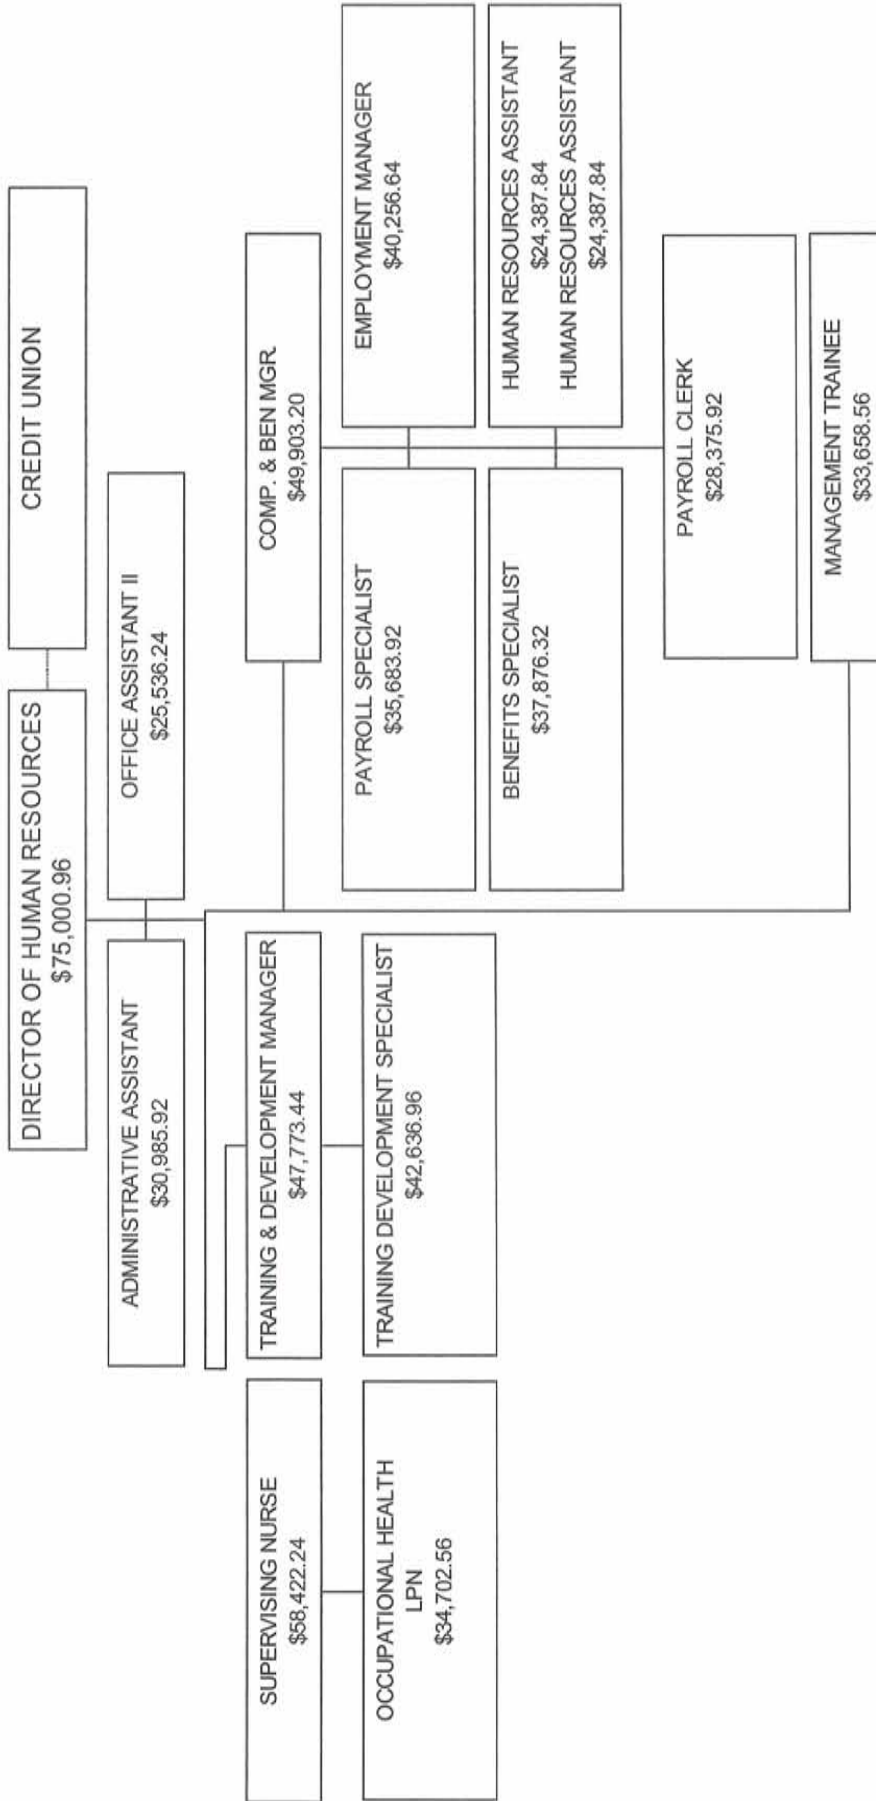 DIRECTOR OF HUMAN RESOURCES
$75,000.96
CREDIT UNION
ADMINISTRATIVE ASSISTANT
$30,985.92
OFFICE ASSISTANT II
$25,536.24
SUPERVISING NURSE
$58,422.24
TRAINING & DEVELOPMENT MANAGER
$47,773.44
COMP. & BEN MGR.
$49,903.20
OCCUPATIONAL HEALTH
LPN
$34,702.56
TRAINING DEVELOPMENT SPECIALIST
$42,636.96
PAYROLL SPECIALIST
$35,683.92
EMPLOYMENT MANAGER
$40,256.64
BENEFITS SPECIALIST
$37,876.32
HUMAN RESOURCES ASSISTANT
$24,387.84
HUMAN RESOURCES ASSISTANT
$24,387.84
PAYROLL CLERK
$28,375.92
MANAGEMENT TRAINEE
$33,658.56